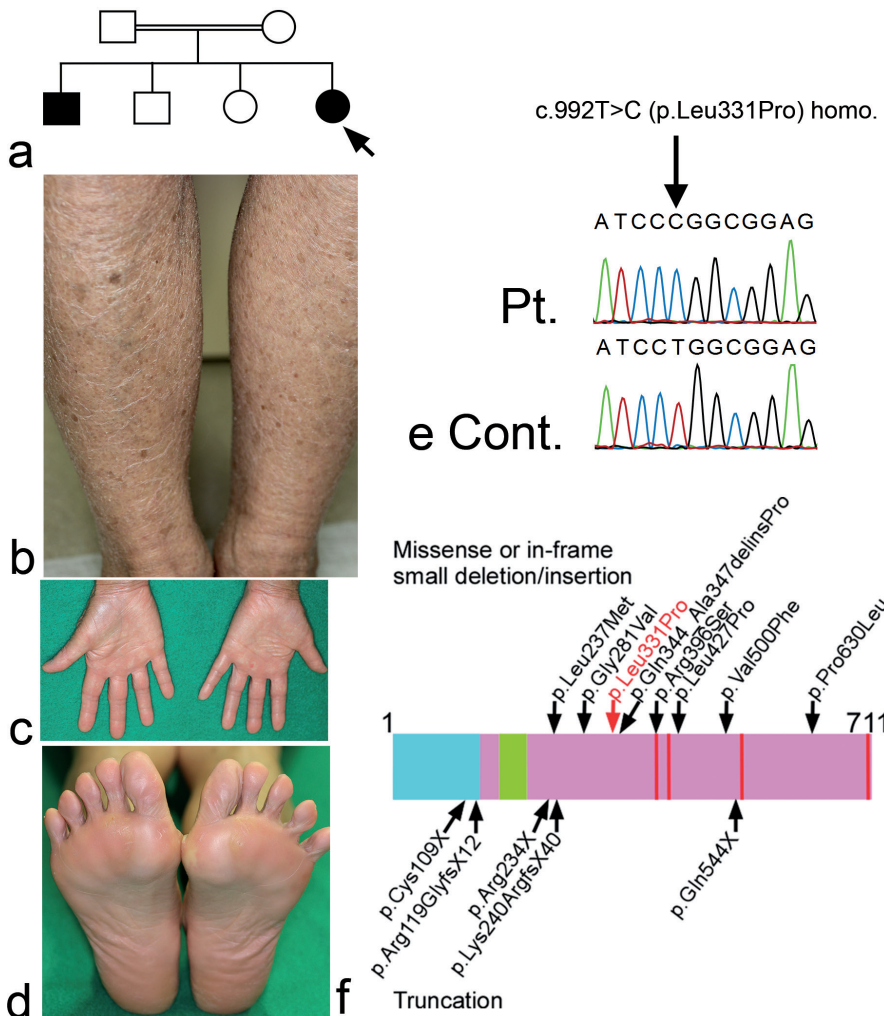 a
b
c
d
c.992T>C (p.Leu331Pro) homo.
ATCCCGGCGGAG
Pt.
ATCCTGGCGGAG
e Cont.
Missense or in-frame
small deletion/insertion
p.Leu237Met
p.Gly281Val
p.Leu331Pro
p.Gln344_Ala347delinsPro
p.Arg396Ser
p.Leu427Pro
p.Val500Phe
p.Pro630Leu
1
711
p.Cys109X
p.Arg119GlyfsX12
p.Arg234X
p.Lys240ArgfsX40
p.Gln544X
f
Truncation